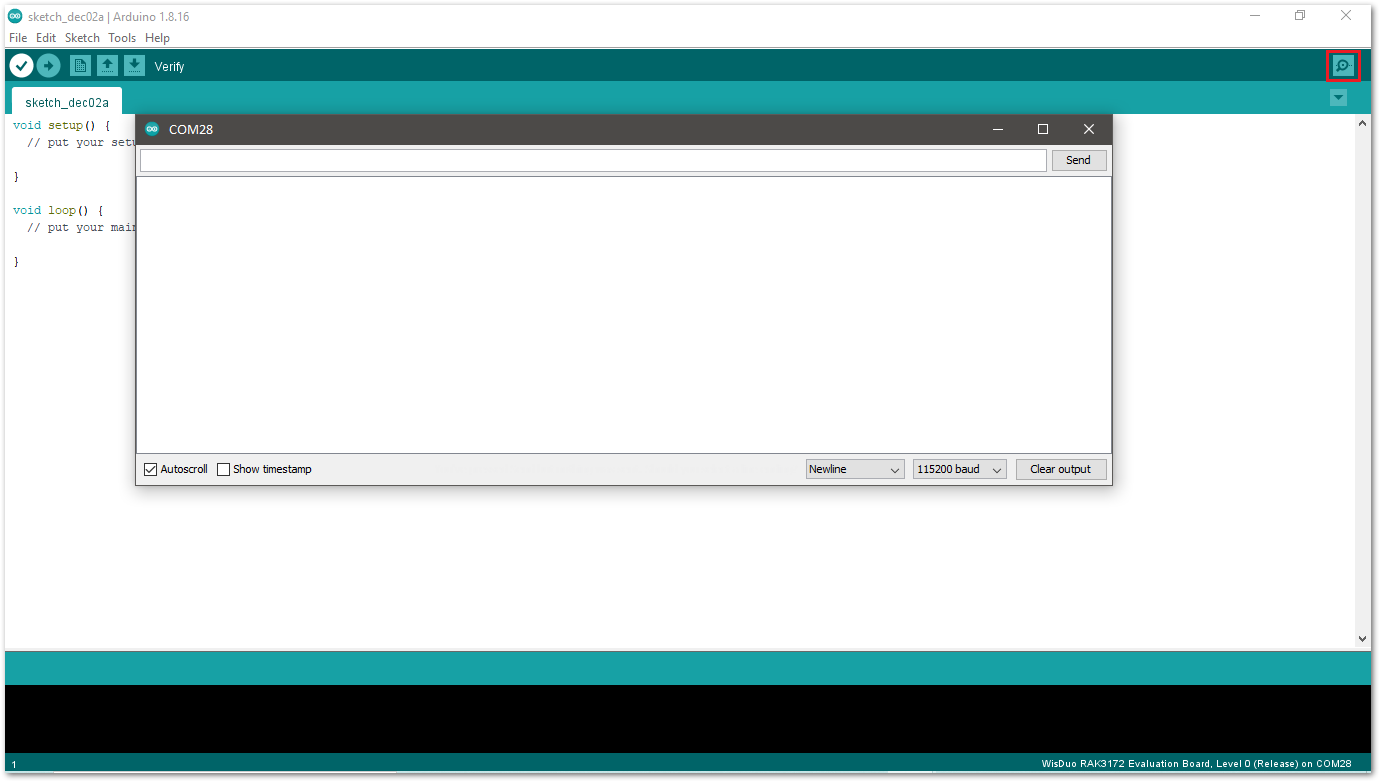 sketch_dec02a | Arduino 1.8.16
File Edit Sketch Tools Help
Verify
sketch_dec02a
COM28
Send
void setup() {
// put your setu
}
void loop() {
// put your main
}
Autoscroll Show timestamp Newline 115200 baud Clear output
1 WisDuo RAK3172 Evaluation Board, Level 0 (Release) on COM28